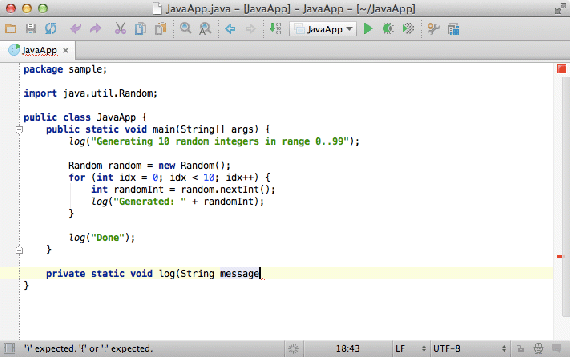 JavaApp.java – [JavaApp] – JavaApp – [~/JavaApp]
JavaApp
JavaApp
package sample;
import java.util.Random;
public class JavaApp {
public static void main(String[] args) {
log("Generating 10 random integers in range 0..99");
Random random = new Random();
for (int idx = 0; idx < 10; idx++) {
int randomInt = random.nextInt();
log("Generated: " + randomInt);
}
log("Done");
}
private static void log(String message
}
')' expected, '{' or ';' expected,
18:43
LF
UTF-8